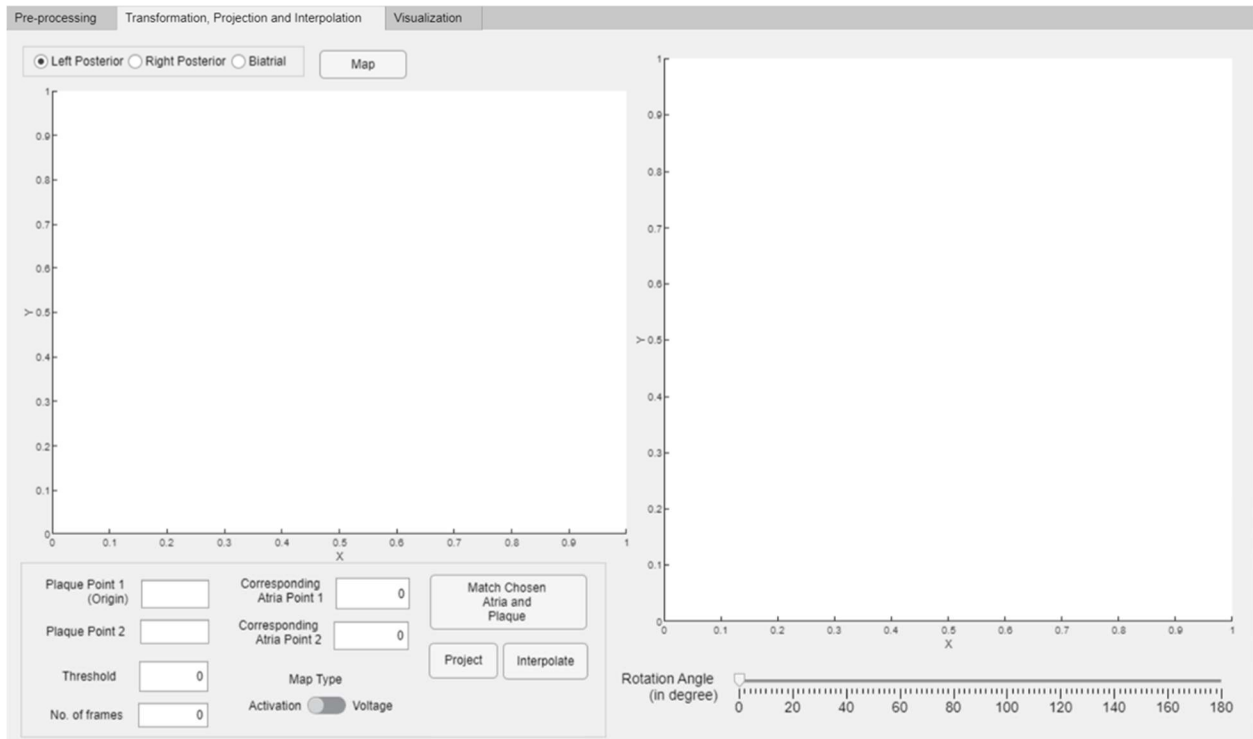 Pre-processing Transformation, Projection and Interpolation Visualization
Left Posterior Right Posterior Biatrial Map
1
0.9
0.8
0.7
0.6
Y 0.5
0.4
0.3
0.2
0.1
0
0 0.1 0.2 0.3 0.4 0.5 0.6 0.7 0.8 0.9 1
X
1
0.9
0.8
0.7
0.6
Y 0.5
0.4
0.3
0.2
0.1
0
0 0.1 0.2 0.3 0.4 0.5 0.6 0.7 0.8 0.9 1
X
Plaque Point 1
(Origin)
Plaque Point 2
Threshold 0
No. of frames 0
Corresponding
Atria Point 1 0
Corresponding
Atria Point 2 0
Map Type
Activation Voltage
Match Chosen
Atria and
Plaque
Project Interpolate
Rotation Angle
(in degree)
0 20 40 60 80 100 120 140 160 180